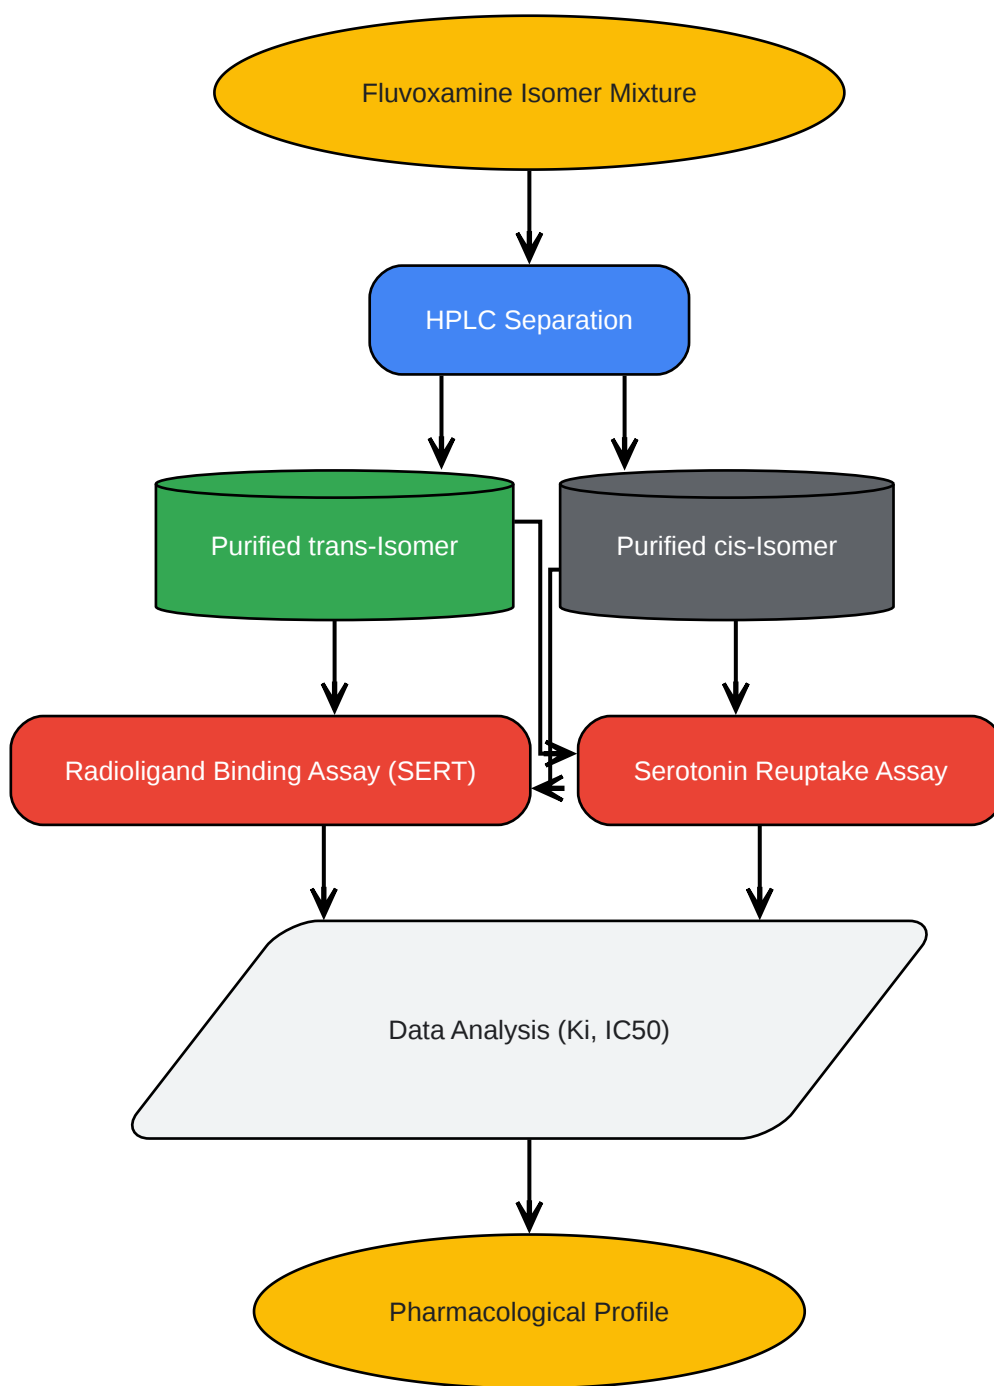 Fluvoxamine Isomer Mixture
HPLC Separation
Purified trans-Isomer
Purified cis-Isomer
Radioligand Binding Assay (SERT)
Serotonin Reuptake Assay
Data Analysis (Ki, IC50)
Pharmacological Profile